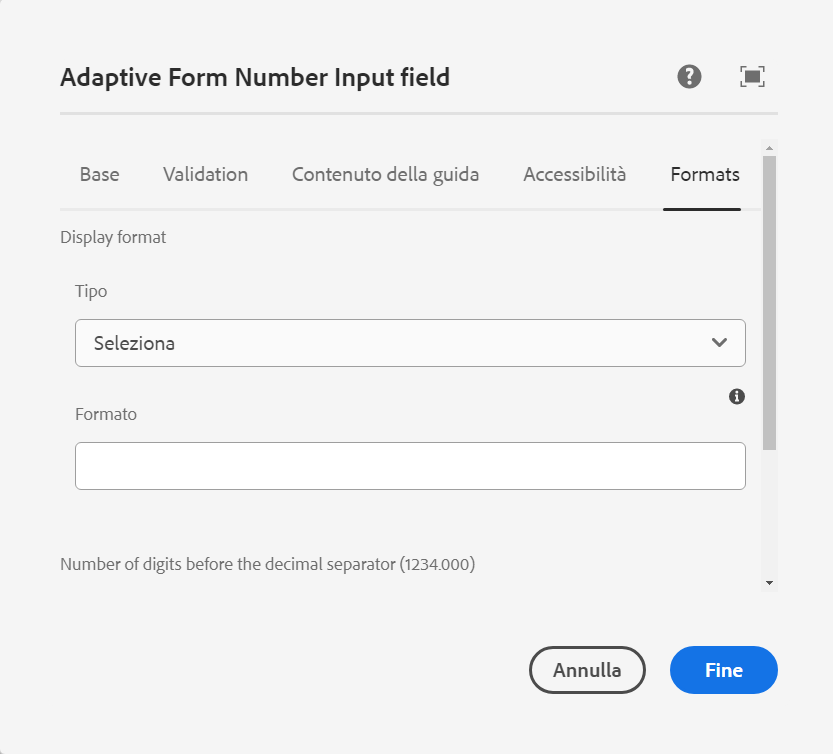 Adaptive Form Number Input field
Base Validation Contenuto della guida Accessibilità Formats
Display format
Tipo
Seleziona
Formato
Number of digits before the decimal separator (1234.000)
Annulla Fine